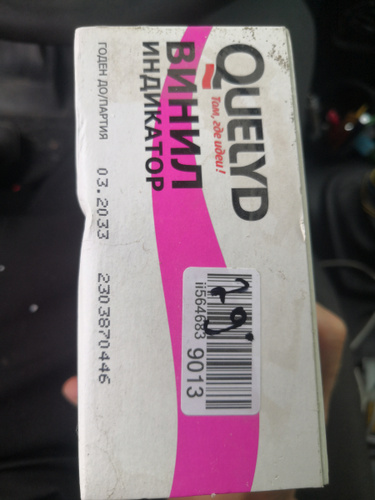 QUELYD
Там, где идеи!
ВИНИЛ
ИНДИКАТОР
ГОДЕН ДО/ПАРТИЯ
03.2033 2303870446
ii564683
9013